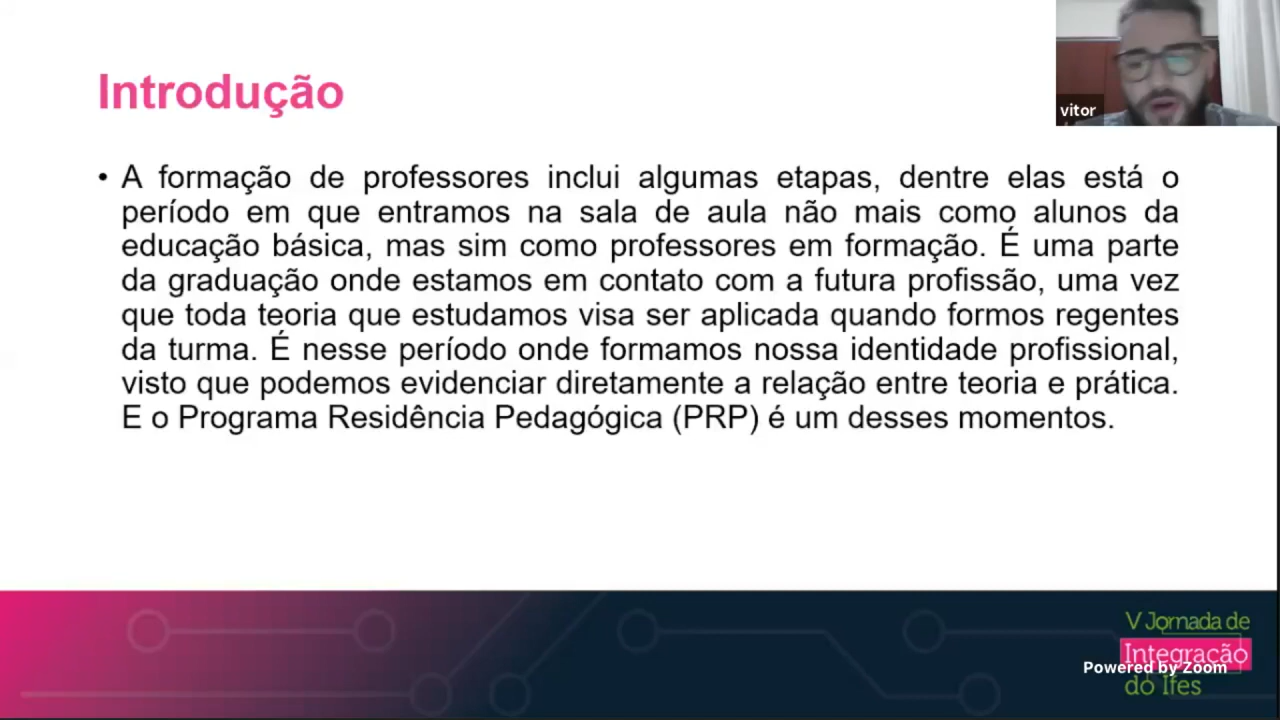 Introdução
vitor
• A formação de professores inclui algumas etapas, dentre elas está o
período em que entramos na sala de aula não mais como alunos da
educação básica, mas sim como professores em formação. É uma parte
da graduação onde estamos em contato com a futura profissão, uma vez
que toda teoria que estudamos visa ser aplicada quando formos regentes
da turma. É nesse período onde formamos nossa identidade profissional,
visto que podemos evidenciar diretamente a relação entre teoria e prática.
E o Programa Residência Pedagógica (PRP) é um desses momentos.
V Jornada de
Integração
Powered by Zoom
do Ifes